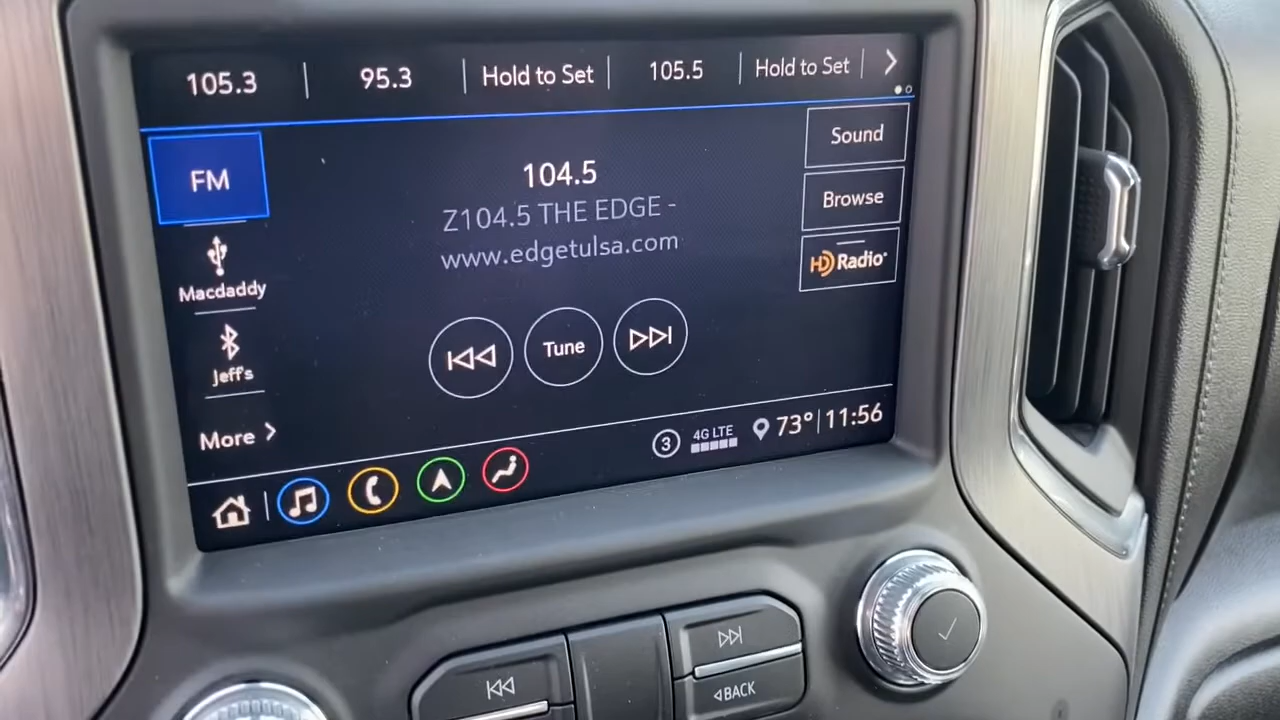 105.3 95.3 Hold to Set 105.5 Hold to Set
FM
104.5
Z104.5 THE EDGE -
www.edgetulsa.com
Sound
Browse
HD Radio
Macdaddy
Jeff's
Tune
More
3 4G LTE 73° 11:56
BACK